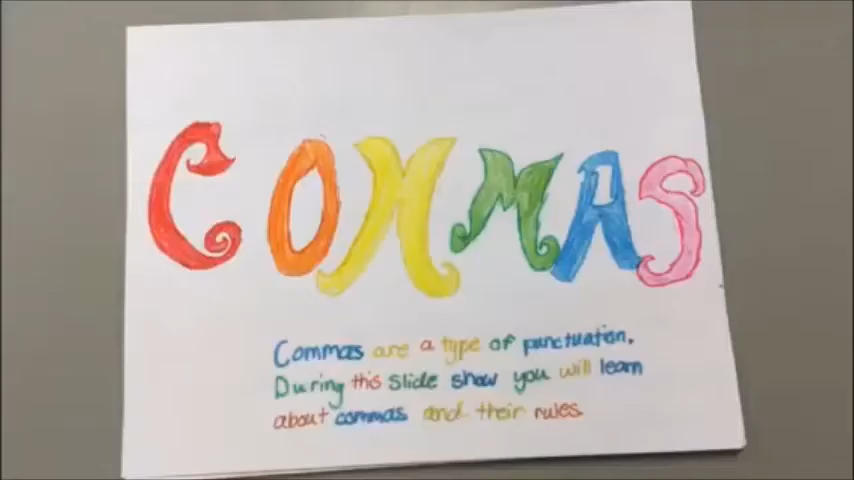 COMMAS
Commas are a type of punctuation.
During this slide show you will learn
about commas and their rules.